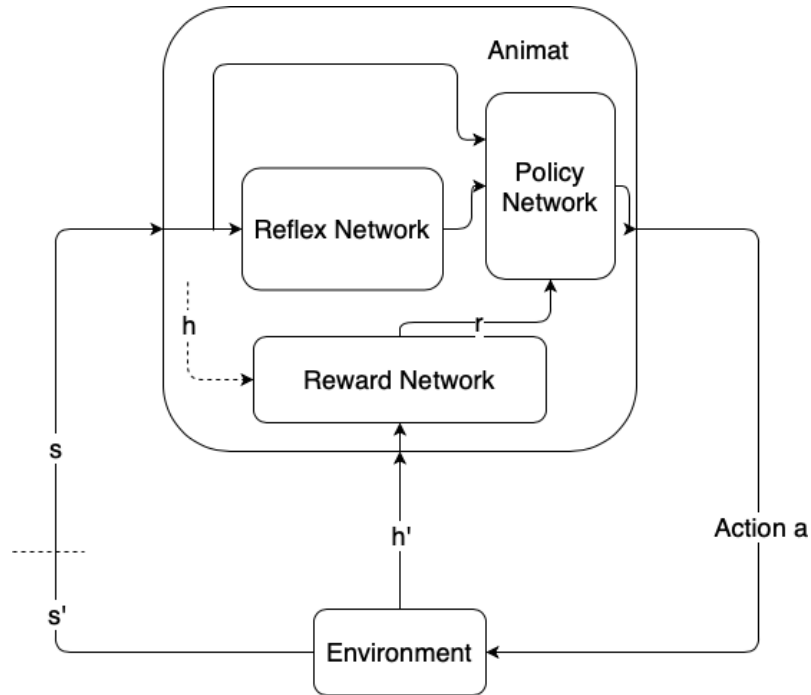 Animat
Policy
Network
Reflex Network
h
r
Reward Network
s
h'
Action a
s'
Environment